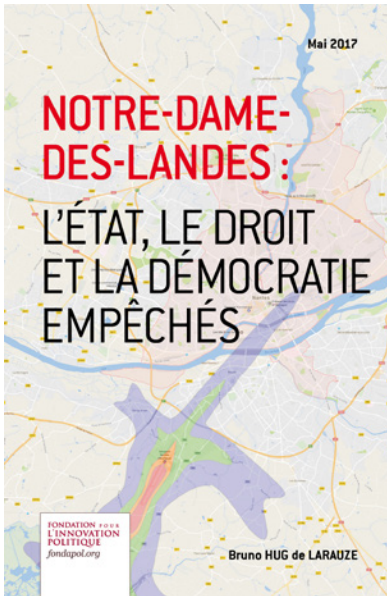 Mai 2017
NOTRE-DAME-
DES-LANDES :
L'ÉTAT, LE DROIT
ET LA DÉMOCRATIE
EMPÊCHÉS
Nantes
FONDATION POUR
L'INNOVATION
POLITIQUE
fondapol.org
Bruno HUG de LARAUZE